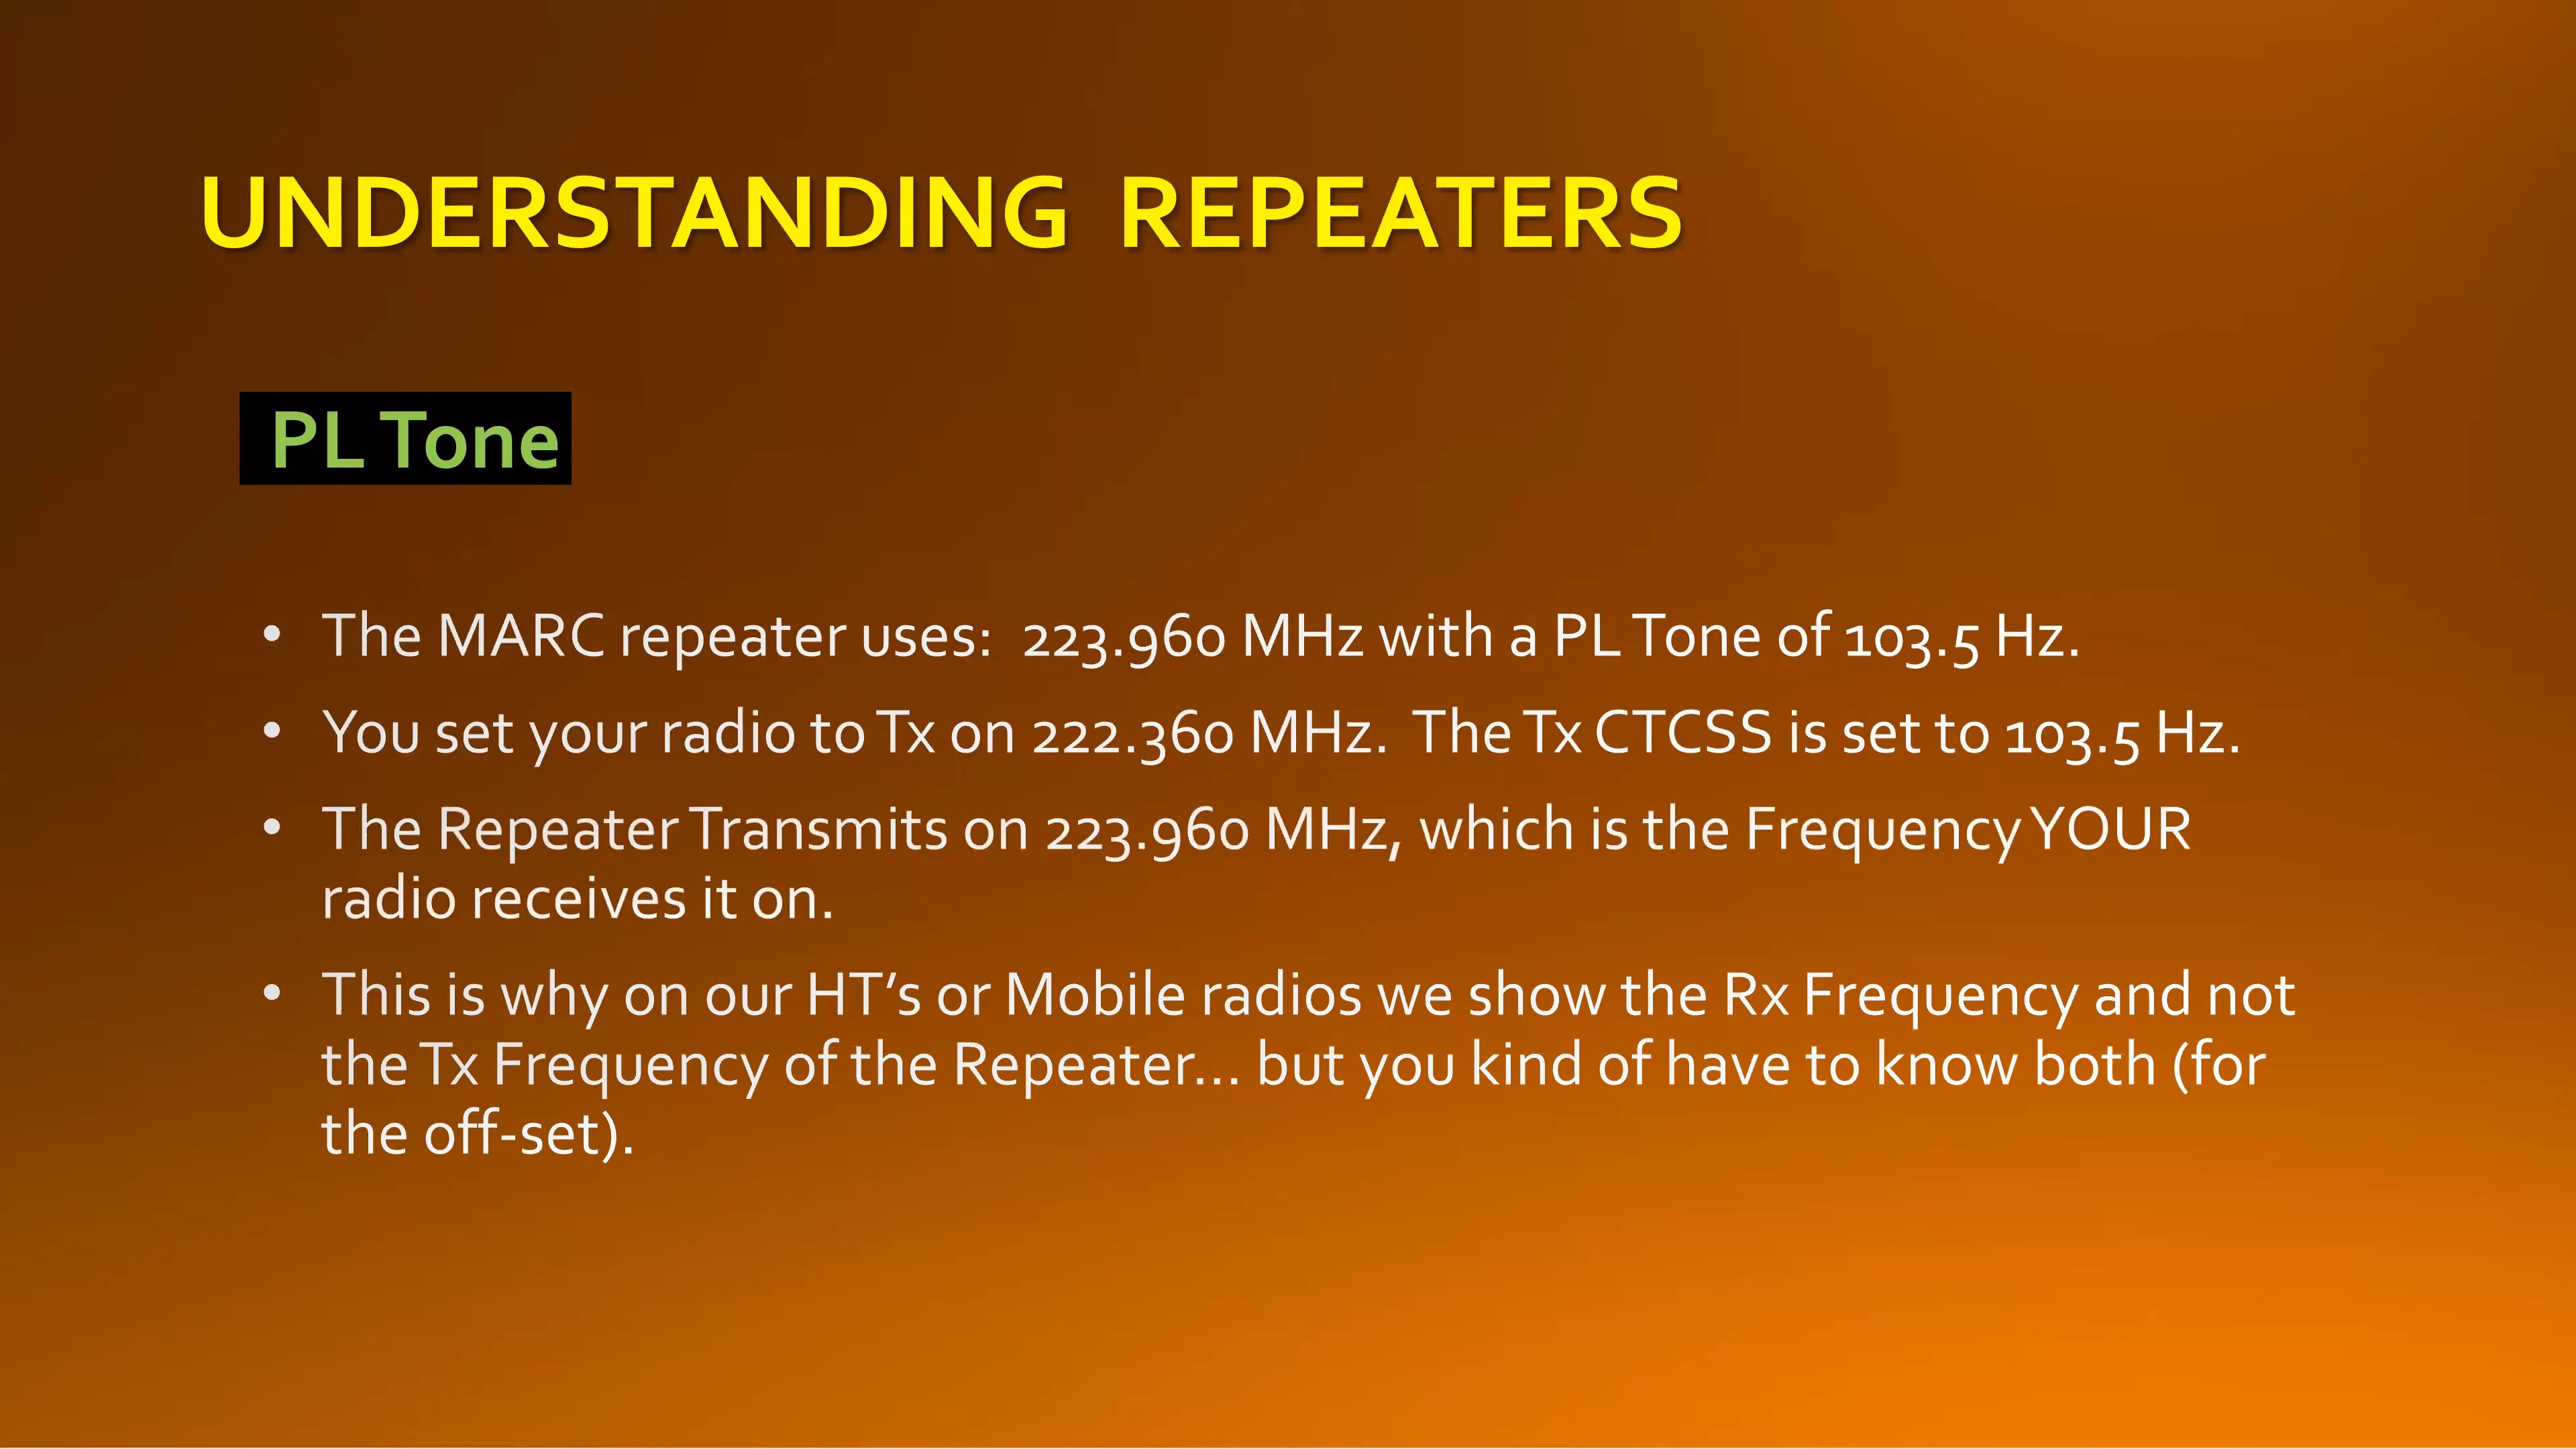 UNDERSTANDING REPEATERS
PL Tone
• The MARC repeater uses: 223.960 MHz with a PL Tone of 103.5 Hz.
• You set your radio to Tx on 222.360 MHz. The Tx CTCSS is set to 103.5 Hz.
• The Repeater Transmits on 223.960 MHz, which is the Frequency YOUR
radio receives it on.
• This is why on our HT’s or Mobile radios we show the Rx Frequency and not
the Tx Frequency of the Repeater… but you kind of have to know both (for
the off-set).